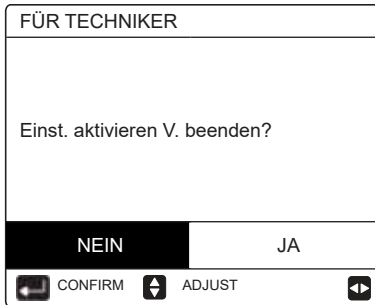 FÜR TECHNIKER
Einst. aktivieren V. beenden?
NEIN JA
CONFIRM ADJUST